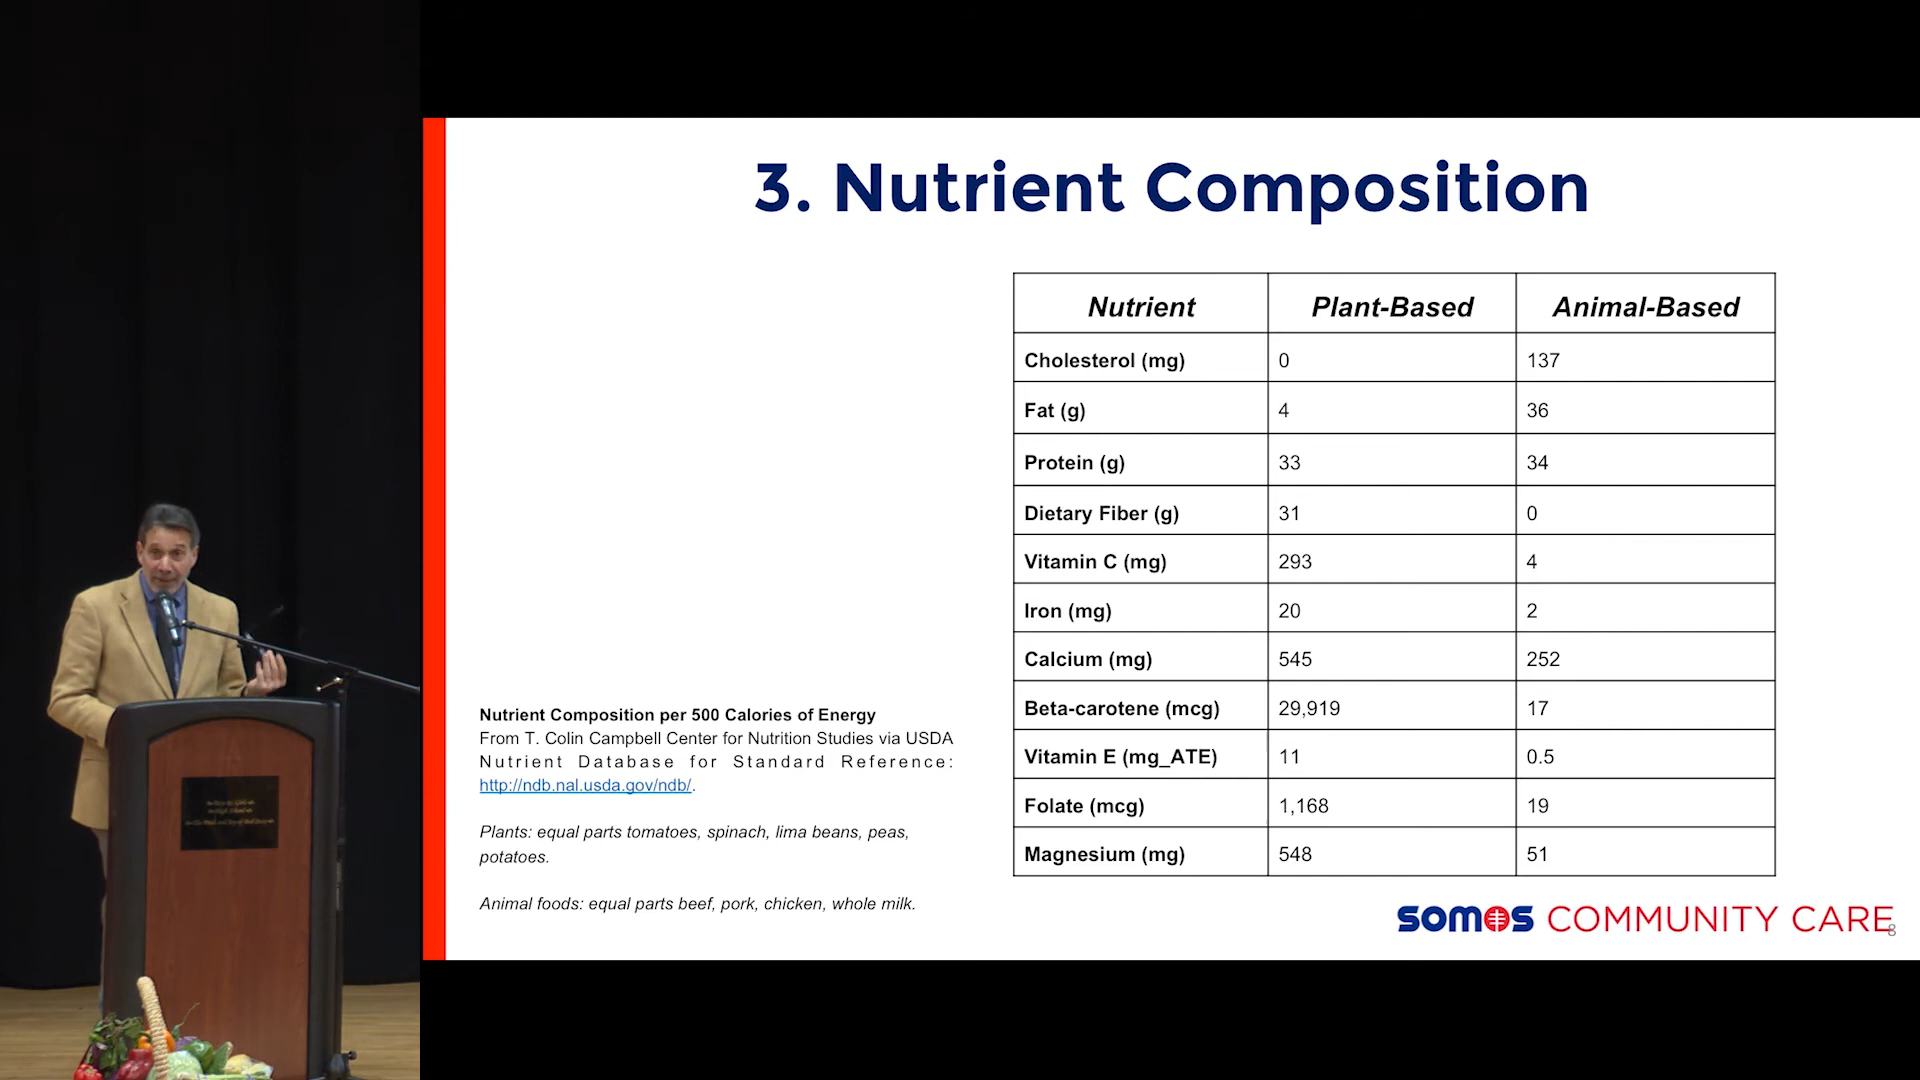 3. Nutrient Composition
Nutrient Plant-Based Animal-Based
Cholesterol (mg) 0 137
Fat (g) 4 36
Protein (g) 33 34
Dietary Fiber (g) 31 0
Vitamin C (mg) 293 4
Iron (mg) 20 2
Calcium (mg) 545 252
Beta-carotene (mcg) 29,919 17
Vitamin E (mg_ATE) 11 0.5
Folate (mcg) 1,168 19
Magnesium (mg) 548 51
Nutrient Composition per 500 Calories of Energy
From T. Colin Campbell Center for Nutrition Studies via USDA
Nutrient Database for Standard Reference:
http://ndb.nal.usda.gov/ndb/.
Plants: equal parts tomatoes, spinach, lima beans, peas,
potatoes.
Animal foods: equal parts beef, pork, chicken, whole milk.
SOMOS COMMUNITY CARE
8